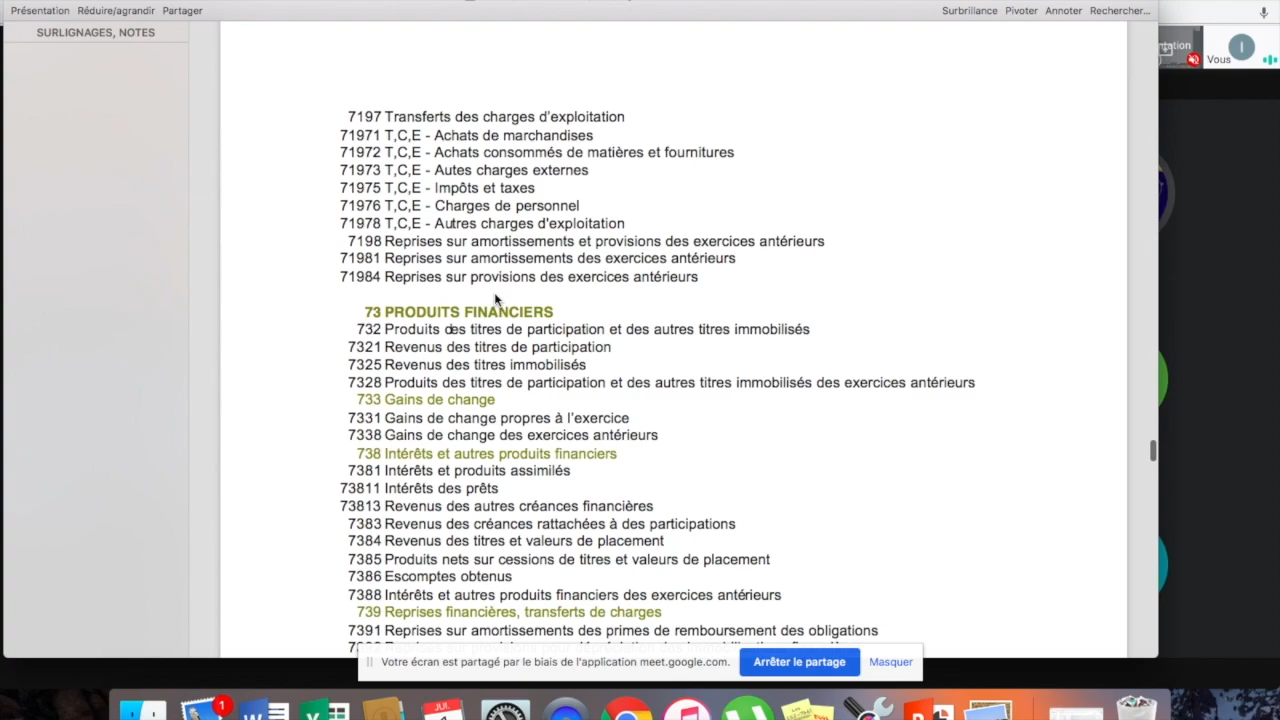 Présentation Réduire/agrandir Partager
Surbrillance Pivoter Annoter Rechercher...
SURLIGNAGES, NOTES
Vous
I
7197 Transferts des charges d'exploitation
71971 T,C,E - Achats de marchandises
71972 T,C,E - Achats consommés de matières et fournitures
71973 T,C,E - Autes charges externes
71975 T,C,E - Impôts et taxes
71976 T,C,E - Charges de personnel
71978 T,C,E - Autres charges d'exploitation
7198 Reprises sur amortissements et provisions des exercices antérieurs
71981 Reprises sur amortissements des exercices antérieurs
71984 Reprises sur provisions des exercices antérieurs
73 PRODUITS FINANCIERS
732 Produits des titres de participation et des autres titres immobilisés
7321 Revenus des titres de participation
7325 Revenus des titres immobilisés
7328 Produits des titres de participation et des autres titres immobilisés des exercices antérieurs
733 Gains de change
7331 Gains de change propres à l'exercice
7338 Gains de change des exercices antérieurs
738 Intérêts et autres produits financiers
7381 Intérêts et produits assimilés
73811 Intérêts des prêts
73813 Revenus des autres créances financières
7383 Revenus des créances rattachées à des participations
7384 Revenus des titres et valeurs de placement
7385 Produits nets sur cessions de titres et valeurs de placement
7386 Escomptes obtenus
7388 Intérêts et autres produits financiers des exercices antérieurs
739 Reprises financières, transferts de charges
7391 Reprises sur amortissements des primes de remboursement des obligations
Votre écran est partagé par le biais de l'application meet.google.com. Arrêter le partage Masquer
1